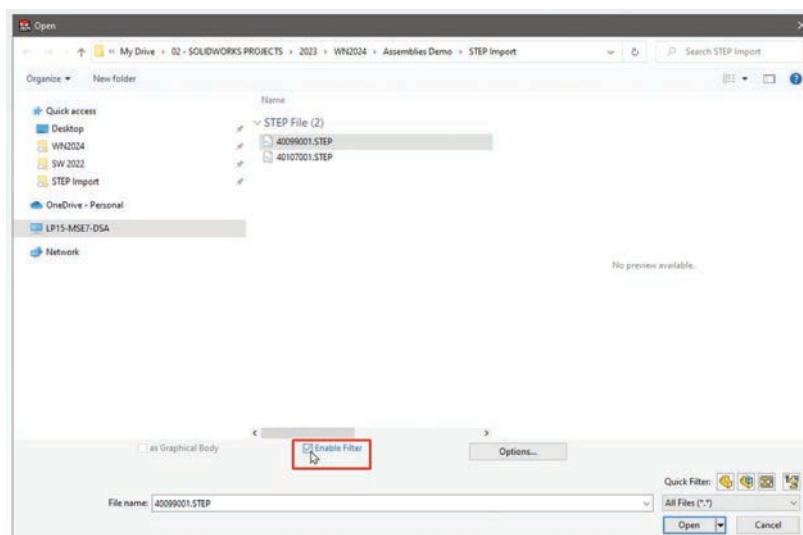 Open
My Drive › 02 - SOLIDWORKS PROJECTS › 2023 › WN2024 › Assemblies Demo › STEP Import
Search STEP Import
Organize
New folder
Quick access
Desktop
WN2024
SW 2022
STEP Import
OneDrive - Personal
LP15-MSE7-DSA
Network
Name
STEP File (2)
40099001.STEP
40107001.STEP
No preview available.
as Graphical Body
Enable Filter
Options...
Quick Filter:
File name: 40099001.STEP
All Files (*.*)
Open
Cancel